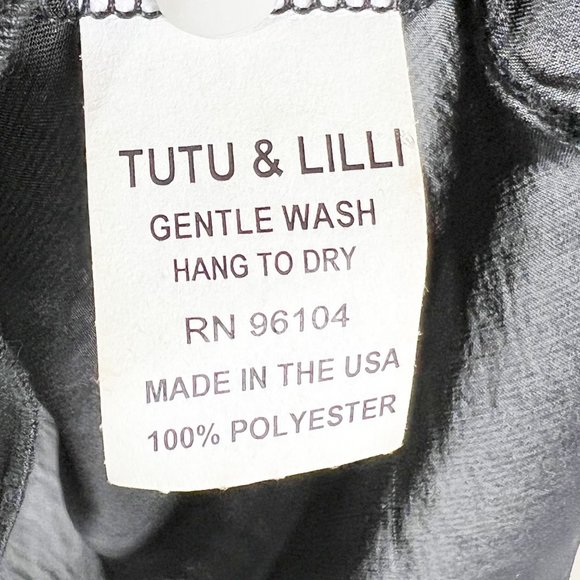 TUTU & LILLI
GENTLE WASH
HANG TO DRY
RN 96104
MADE IN THE USA
100% POLYESTER